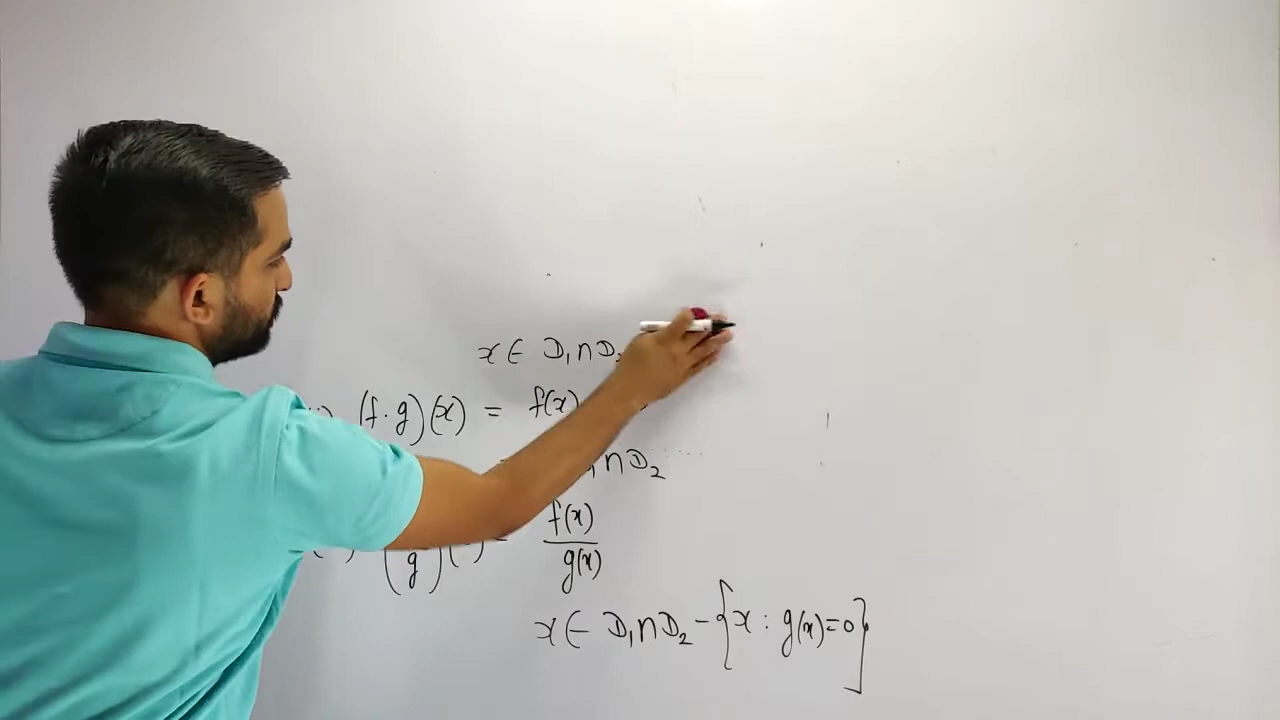 x ∈ D₁∩D₂
(f·g)(x) = f(x)
∩D₂
g f(x)/g(x)
x ∈ D₁∩D₂ - {x : g(x)=0}